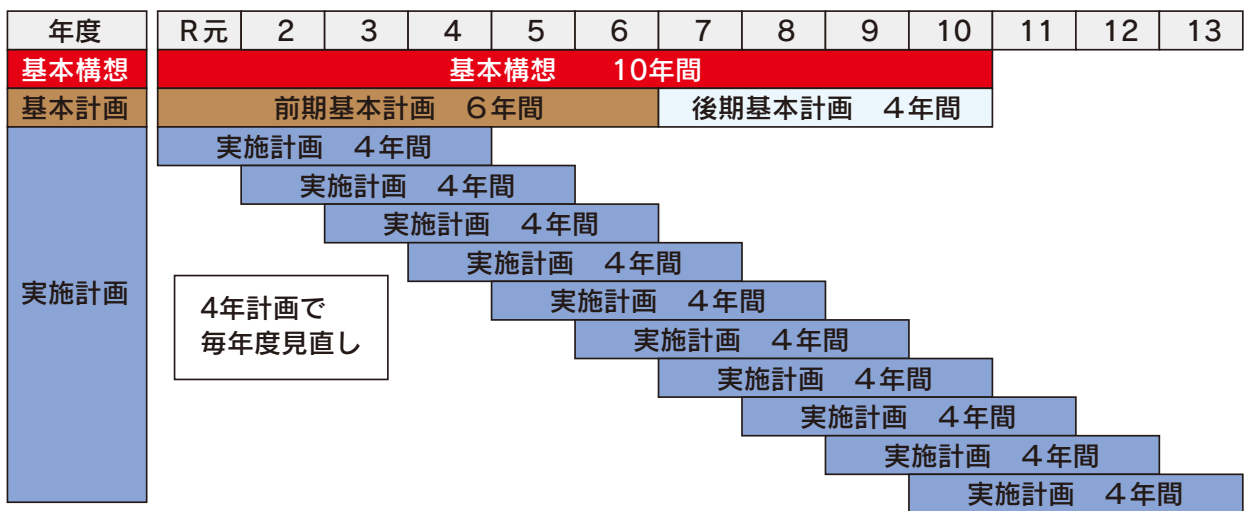 年度 R元 2 3 4 5 6 7 8 9 10 11 12 13
基本構想 基本構想　10年間
基本計画 前期基本計画　6年間 後期基本計画　4年間
実施計画　4年間
実施計画　4年間
実施計画　4年間
実施計画　4年間
実施計画
4年計画で
毎年度見直し
実施計画　4年間
実施計画　4年間
実施計画　4年間
実施計画　4年間
実施計画　4年間
実施計画　4年間